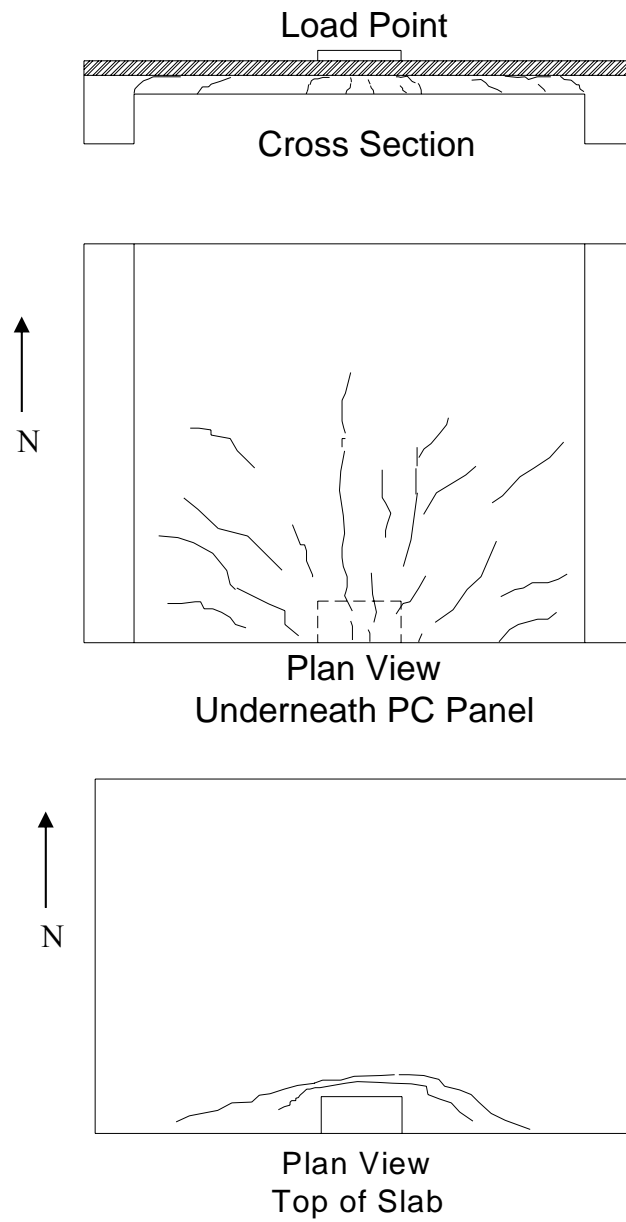 Load Point
Cross Section
N
Plan View
Underneath PC Panel
N
Plan View
Top of Slab